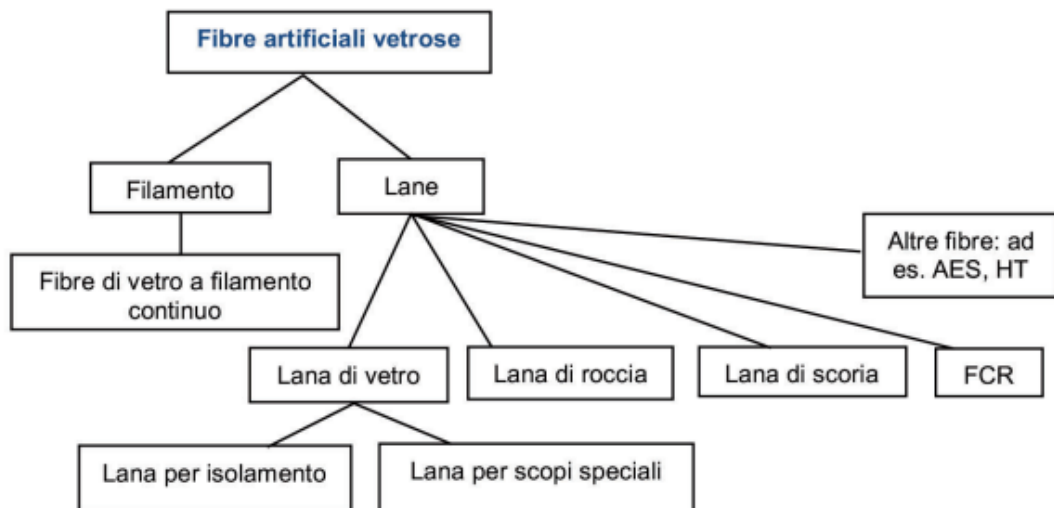 Fibre artificiali vetrose
Filamento
Lane
Altre fibre: ad
es. AES, HT
Fibre di vetro a filamento
continuo
Lana di vetro
Lana di roccia
Lana di scoria
FCR
Lana per isolamento
Lana per scopi speciali